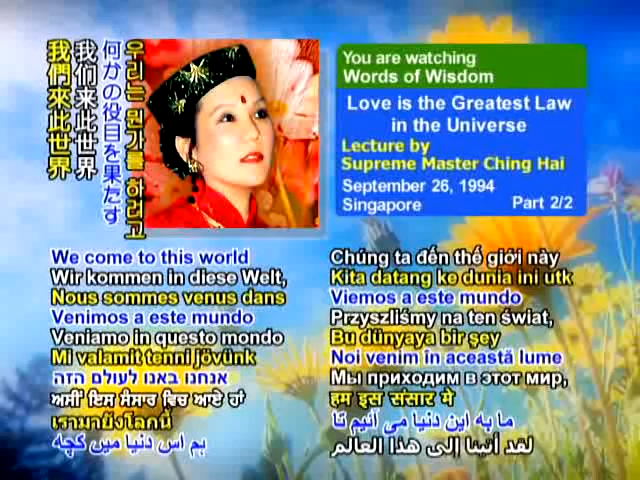 我們來此世界
我们来此世界
何かの役目を果たす
우리는 뭔가를 하려고
You are watching
Words of Wisdom
Love is the Greatest Law
in the Universe
Lecture by
Supreme Master Ching Hai
September 26, 1994
Singapore
Part 2/2
We come to this world
Wir kommen in diese Welt,
Nous sommes venus dans
Venimos a este mundo
Veniamo in questo mondo
Mi valamit tenni jövünk
אנחנו באנו לעולם הזה
ਅਸੀਂ ਇਸ ਸੰਸਾਰ ਵਿਚ ਆਏ ਹਾਂ
เรามายังโลกนี้
ہم اس دنیا میں کچھ
Chúng ta đến thế giới này
Kita datang ke dunia ini utk
Viemos a este mundo
Przyszliśmy na ten świat,
Bu dünyaya bir şey
Noi venim în această lume
Мы приходим в этот мир,
हम इस संसार मे
ما به این دنیا می آئیم تا
لقد أتينا إلى هذا العالم